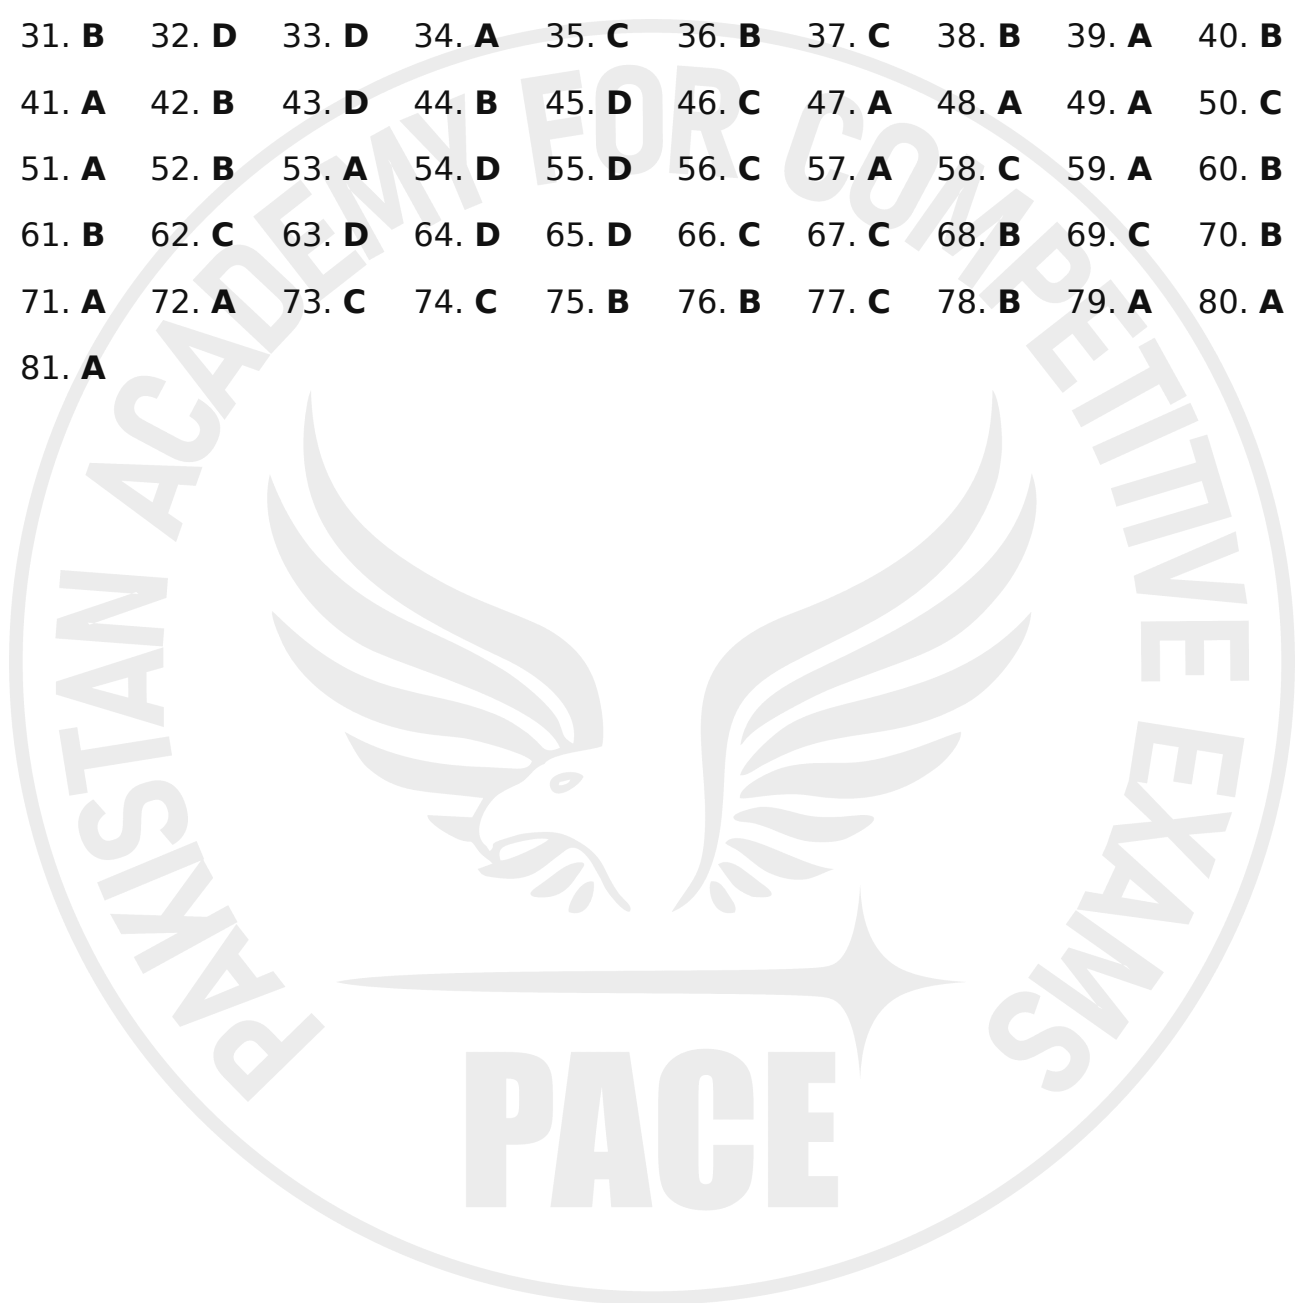 31. B 32. D 33. D 34. A 35. C 36. B 37. C 38. B 39. A 40. B
41. A 42. B 43. D 44. B 45. D 46. C 47. A 48. A 49. A 50. C
51. A 52. B 53. A 54. D 55. D 56. C 57. A 58. C 59. A 60. B
61. B 62. C 63. D 64. D 65. D 66. C 67. C 68. B 69. C 70. B
71. A 72. A 73. C 74. C 75. B 76. B 77. C 78. B 79. A 80. A
81. A
PAKISTAN ACADEMY FOR COMPETITIVE EXAMS
PACE